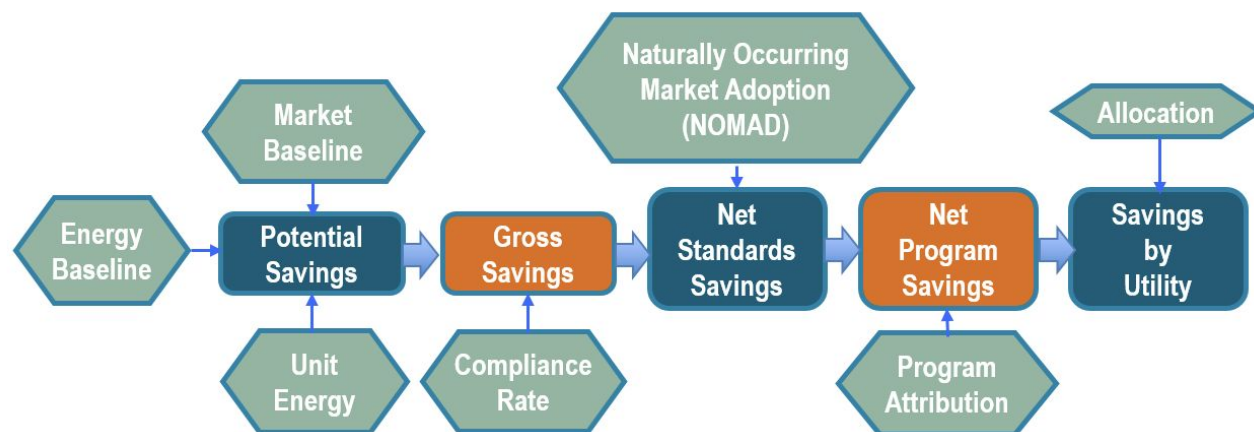 Naturally Occurring
Market Adoption
(NOMAD)
Market
Baseline
Allocation
Energy
Baseline
Potential
Savings
Gross
Savings
Net
Standards
Savings
Net
Program
Savings
Savings
by
Utility
Unit
Energy
Compliance
Rate
Program
Attribution